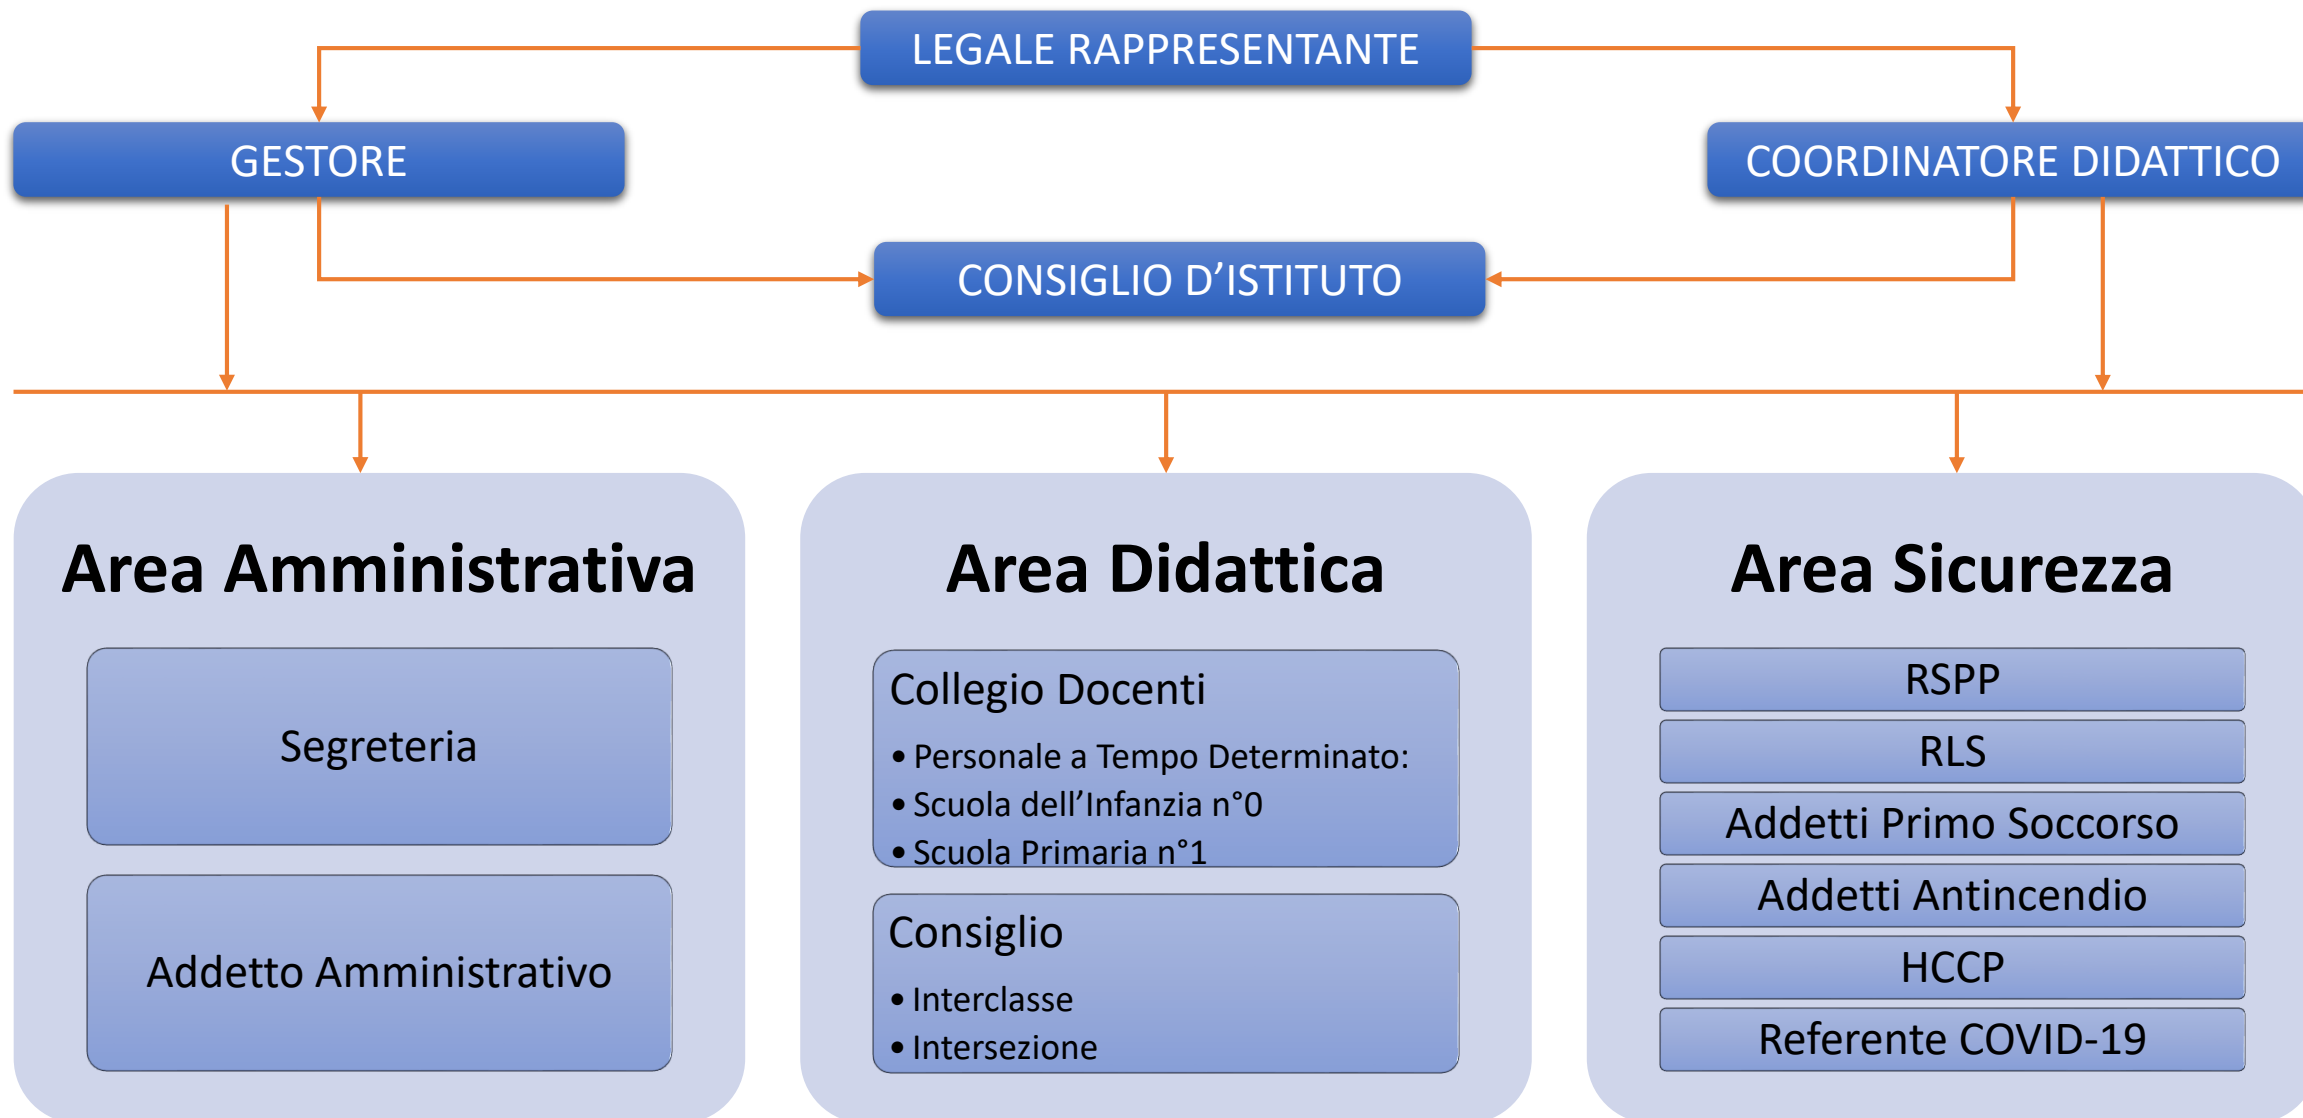 LEGALE RAPPRESENTANTE
GESTORE
COORDINATORE DIDATTICO
CONSIGLIO D’ISTITUTO
Area Amministrativa
Segreteria
Addetto Amministrativo
Area Didattica
Collegio Docenti
• Personale a Tempo Determinato:
• Scuola dell’Infanzia n°0
• Scuola Primaria n°1
Consiglio
• Interclasse
• Intersezione
Area Sicurezza
RSPP
RLS
Addetti Primo Soccorso
Addetti Antincendio
HCCP
Referente COVID-19